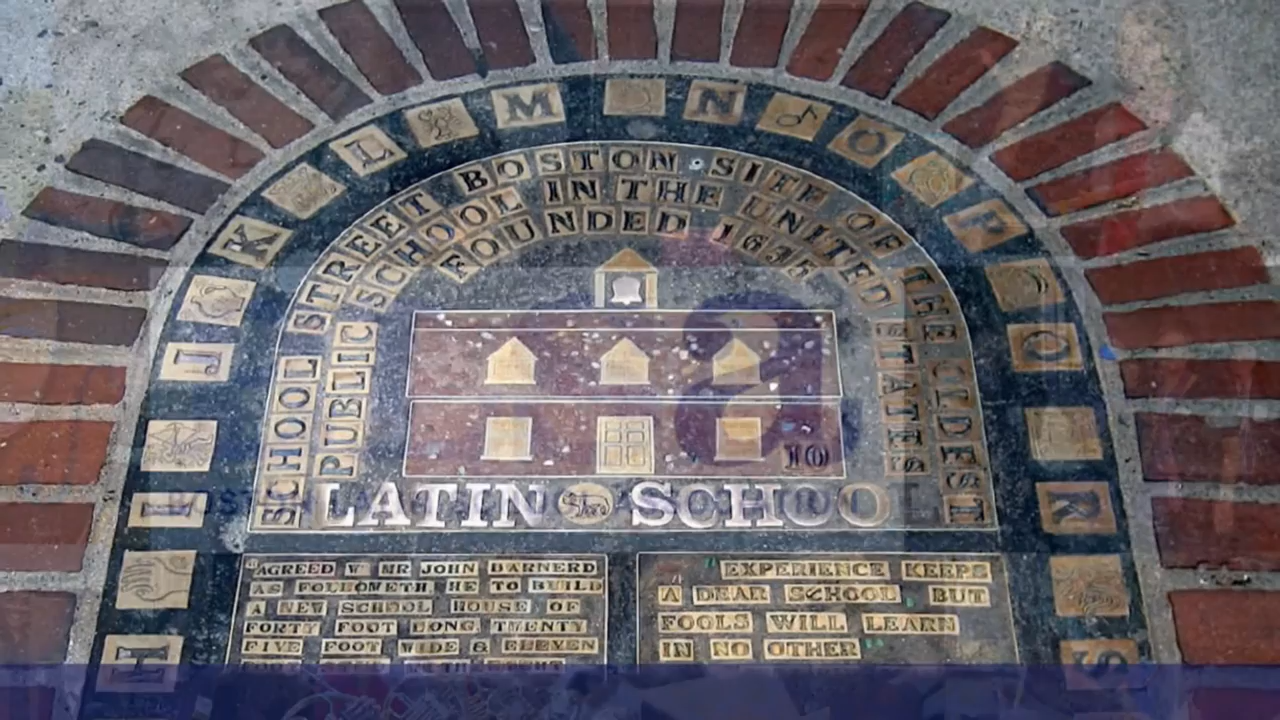 H I J K L M N O P Q R S
SCHOOL STREET BOSTON SITE OF THE OLDEST
PUBLIC SCHOOL IN THE UNITED STATES
FOUNDED 1635
10
LATIN SCHOOL
"AGREED W MR JOHN BARNERD
AS FOLLOMETH HE TO BUILD
A NEW SCHOOL HOUSE OF
FORTY FOOT LONG TWENTY
FIVE FOOT WIDE & ELEVEN
EXPERIENCE KEEPS
A DEAR SCHOOL BUT
FOOLS WILL LEARN
IN NO OTHER
a